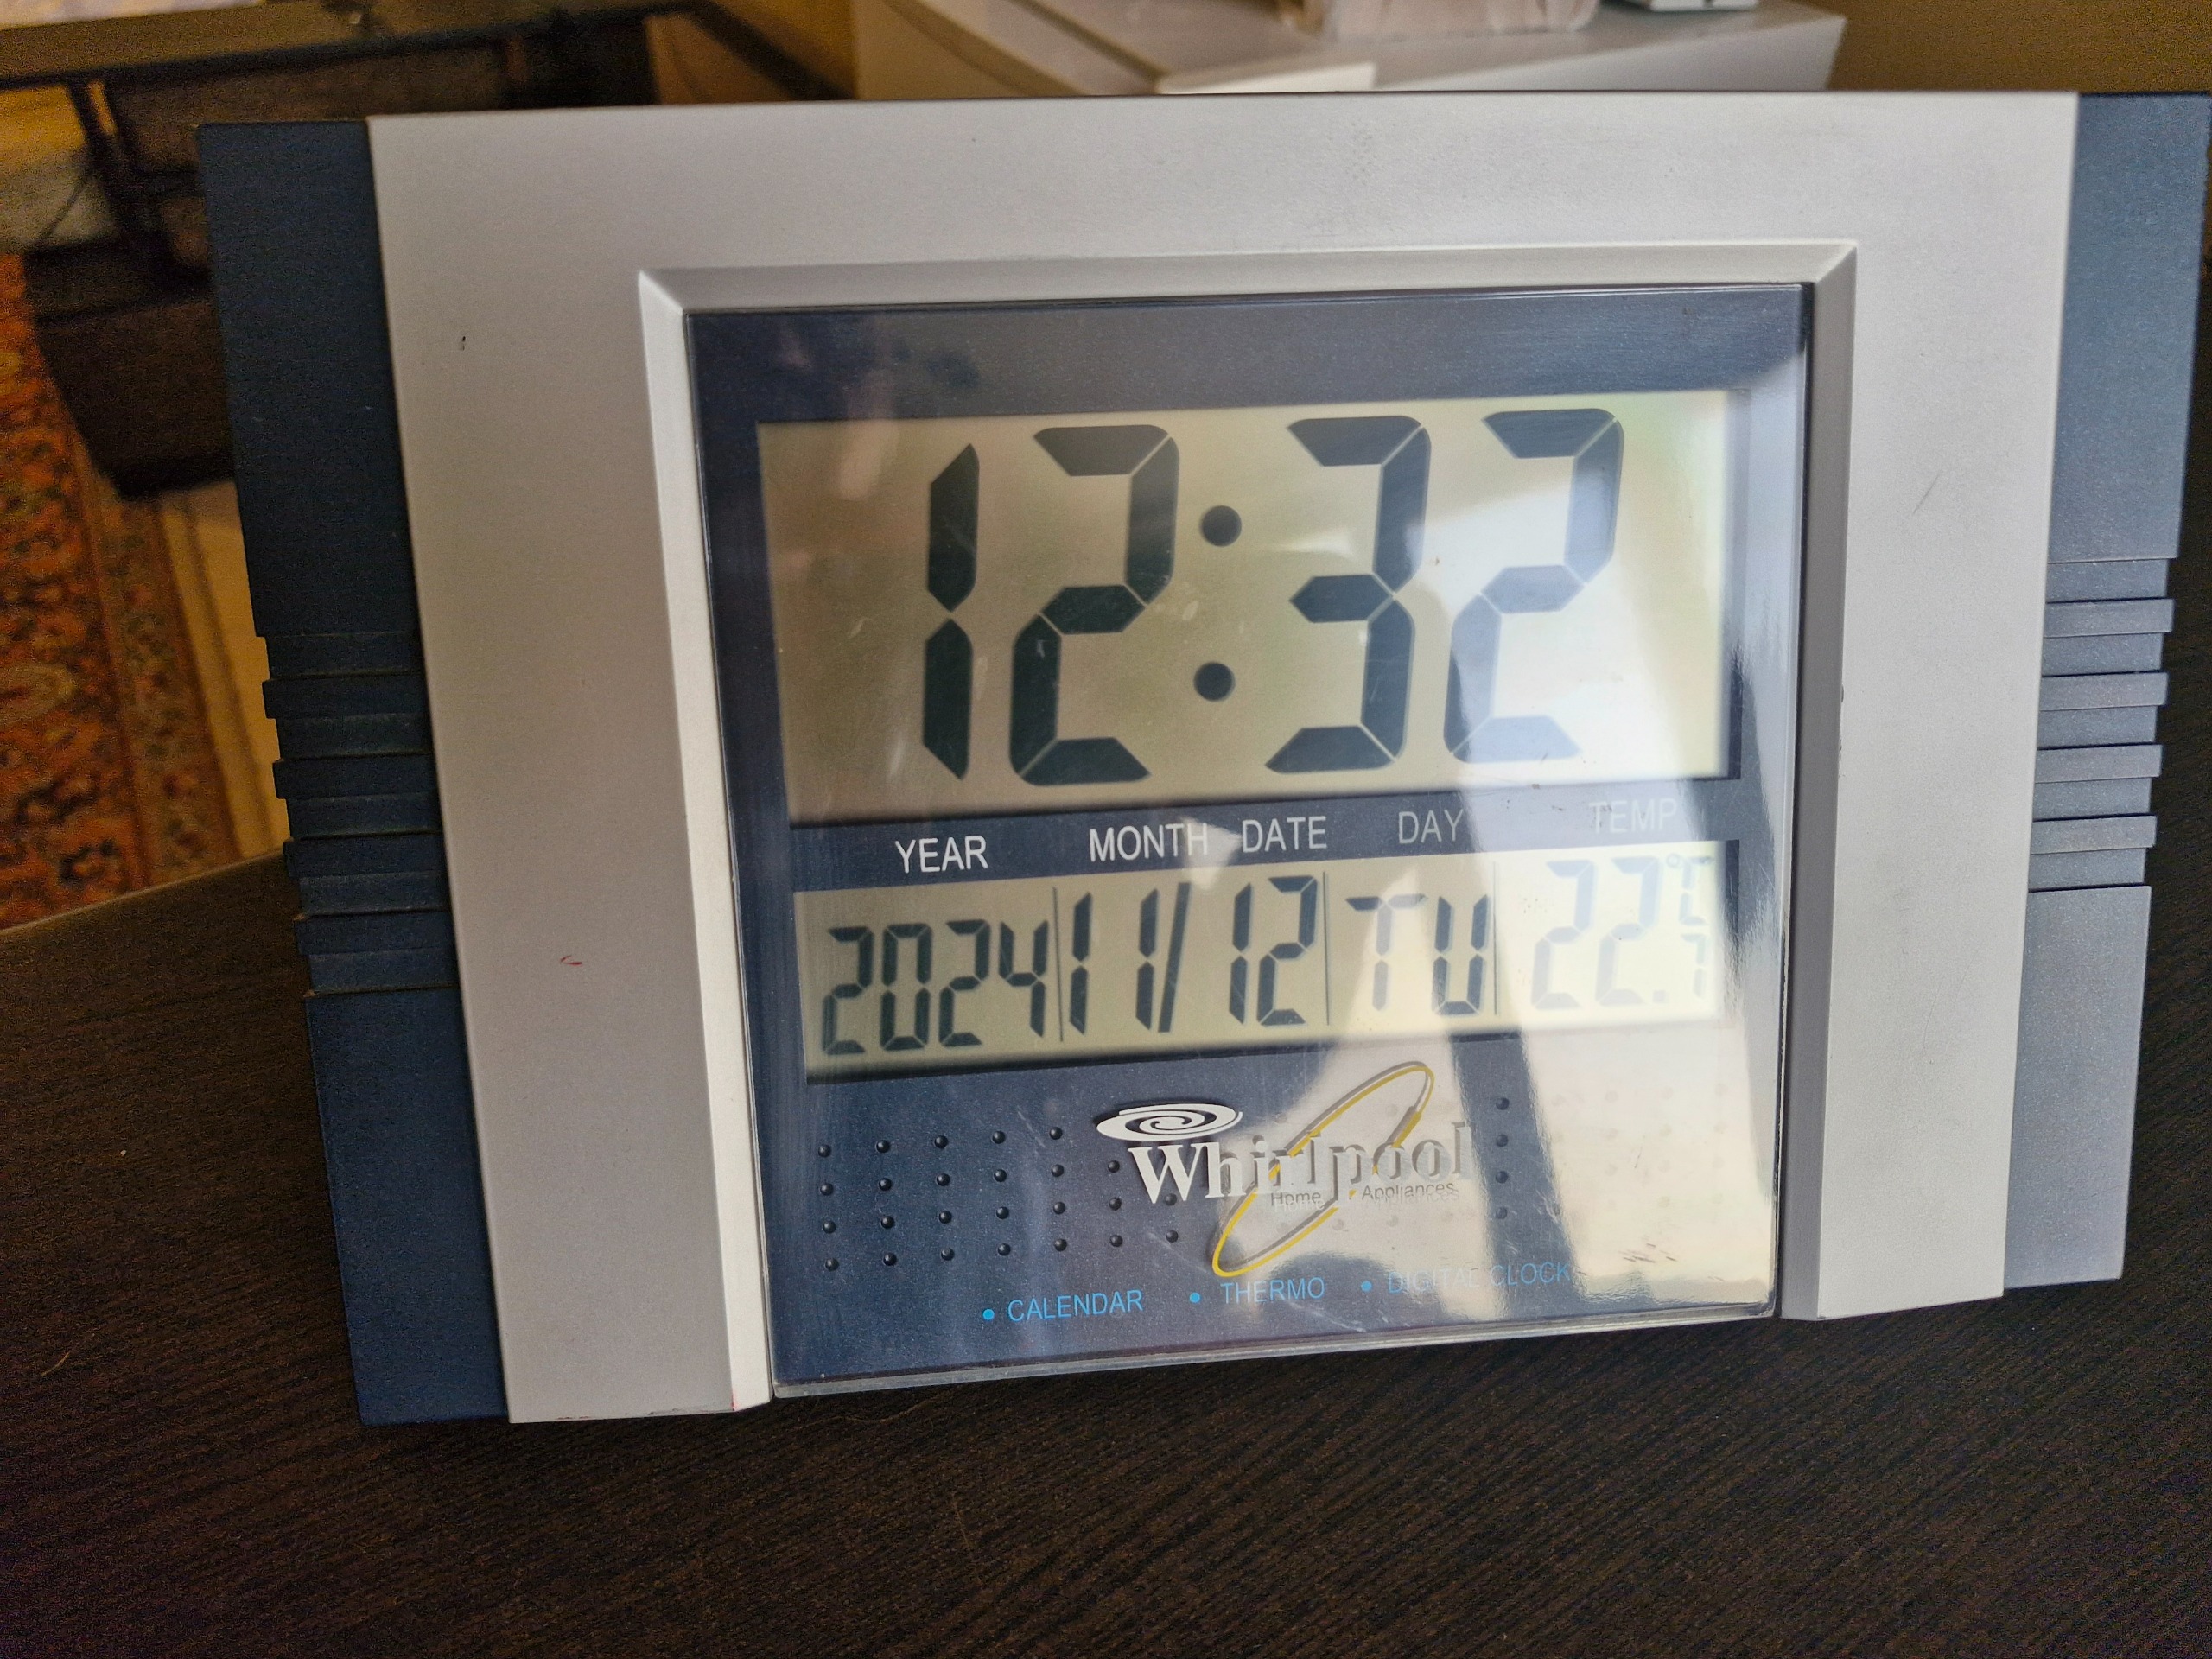 12:32
YEAR MONTH DATE DAY TEMP
2024 11/12 TU 22.7 °C
Whirlpool
Home Appliances
• CALENDAR • THERMO • DIGITAL CLOCK